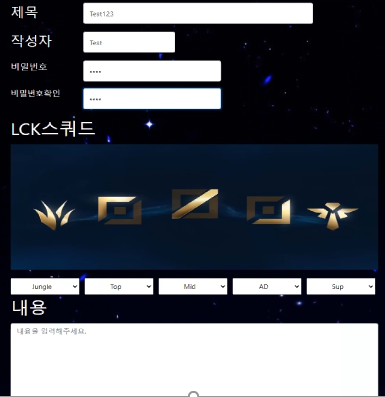 제목
Test123
작성자
Test
비밀번호
••••
비밀번호확인
••••
LCK스쿼드
Jungle Top Mid AD Sup
내용
내용을 입력해주세요.